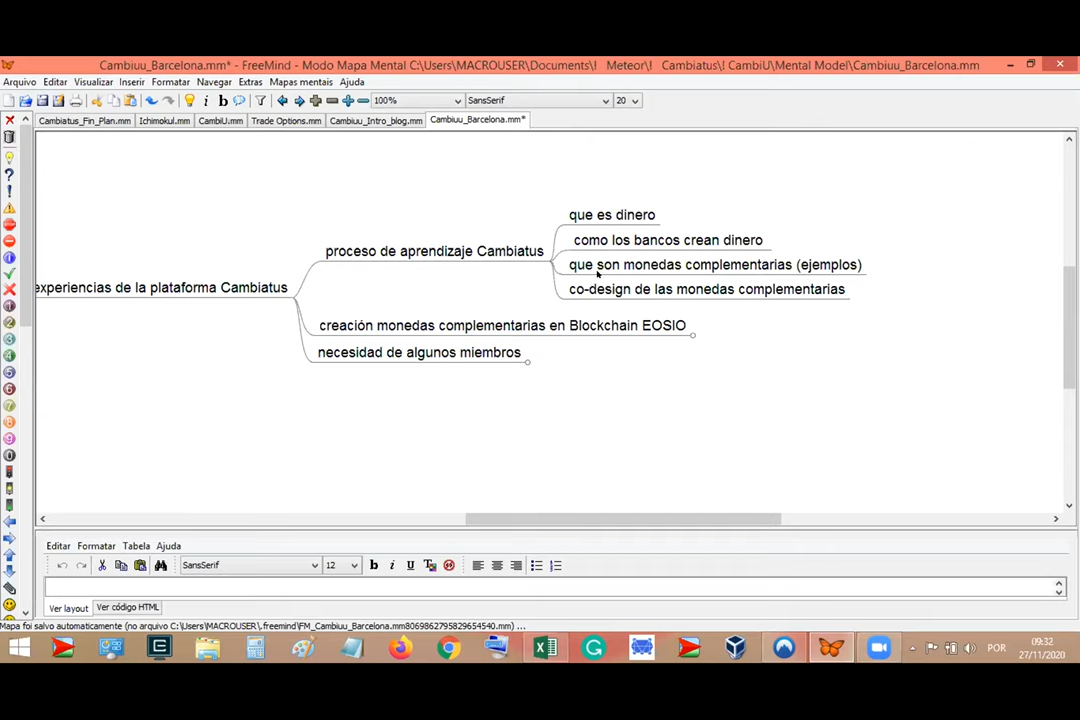 Cambiuu_Barcelona.mm* - FreeMind - Modo Mapa Mental C:\Users\MACROUSER\Documents\! Meteor\! Cambiatus\! CambiU\Mental Model\Cambiuu_Barcelona.mm
Arquivo Editar Visualizar Inserir Formatar Navegar Extras Mapas mentais Ajuda
100% SansSerif 20
Cambiatus_Fin_Plan.mm Ichimokul.mm CambiU.mm Trade Options.mm Cambiuu_Intro_blog.mm Cambiuu_Barcelona.mm*
que es dinero
como los bancos crean dinero
proceso de aprendizaje Cambiatus
que son monedas complementarias (ejemplos)
co-design de las monedas complementarias
experiencias de la plataforma Cambiatus
creación monedas complementarias en Blockchain EOSIO
necesidad de algunos miembros
Editar Formatar Tabela Ajuda
SansSerif 12 b i U T
Ver layout Ver código HTML
Mapa foi salvo automaticamente (no arquivo C:\Users\MACROUSER\.freemind\FM_Cambiuu_Barcelona.mm8069862795829654540.mm) ...
POR
09:32
27/11/2020